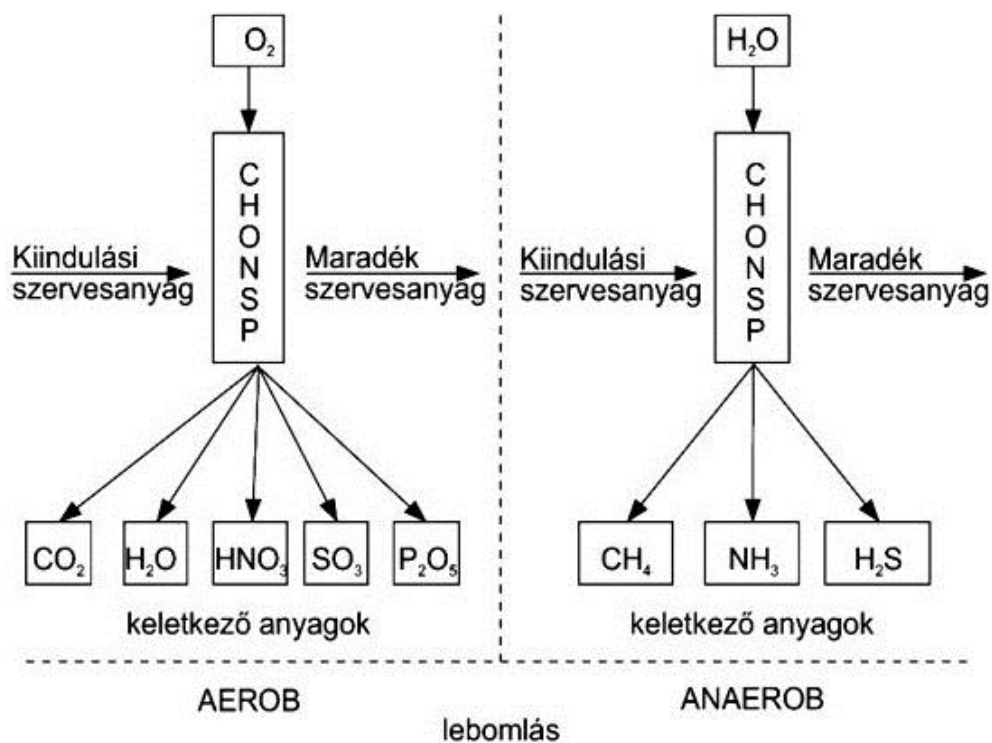 O₂
H₂O
C
H
O
N
S
P
C
H
O
N
S
P
Kiindulási
szervesanyag
Maradék
szervesanyag
Kiindulási
szervesanyag
Maradék
szervesanyag
CO₂
H₂O
HNO₃
SO₃
P₂O₅
CH₄
NH₃
H₂S
keletkező anyagok
keletkező anyagok
AEROB
ANAEROB
lebomlás